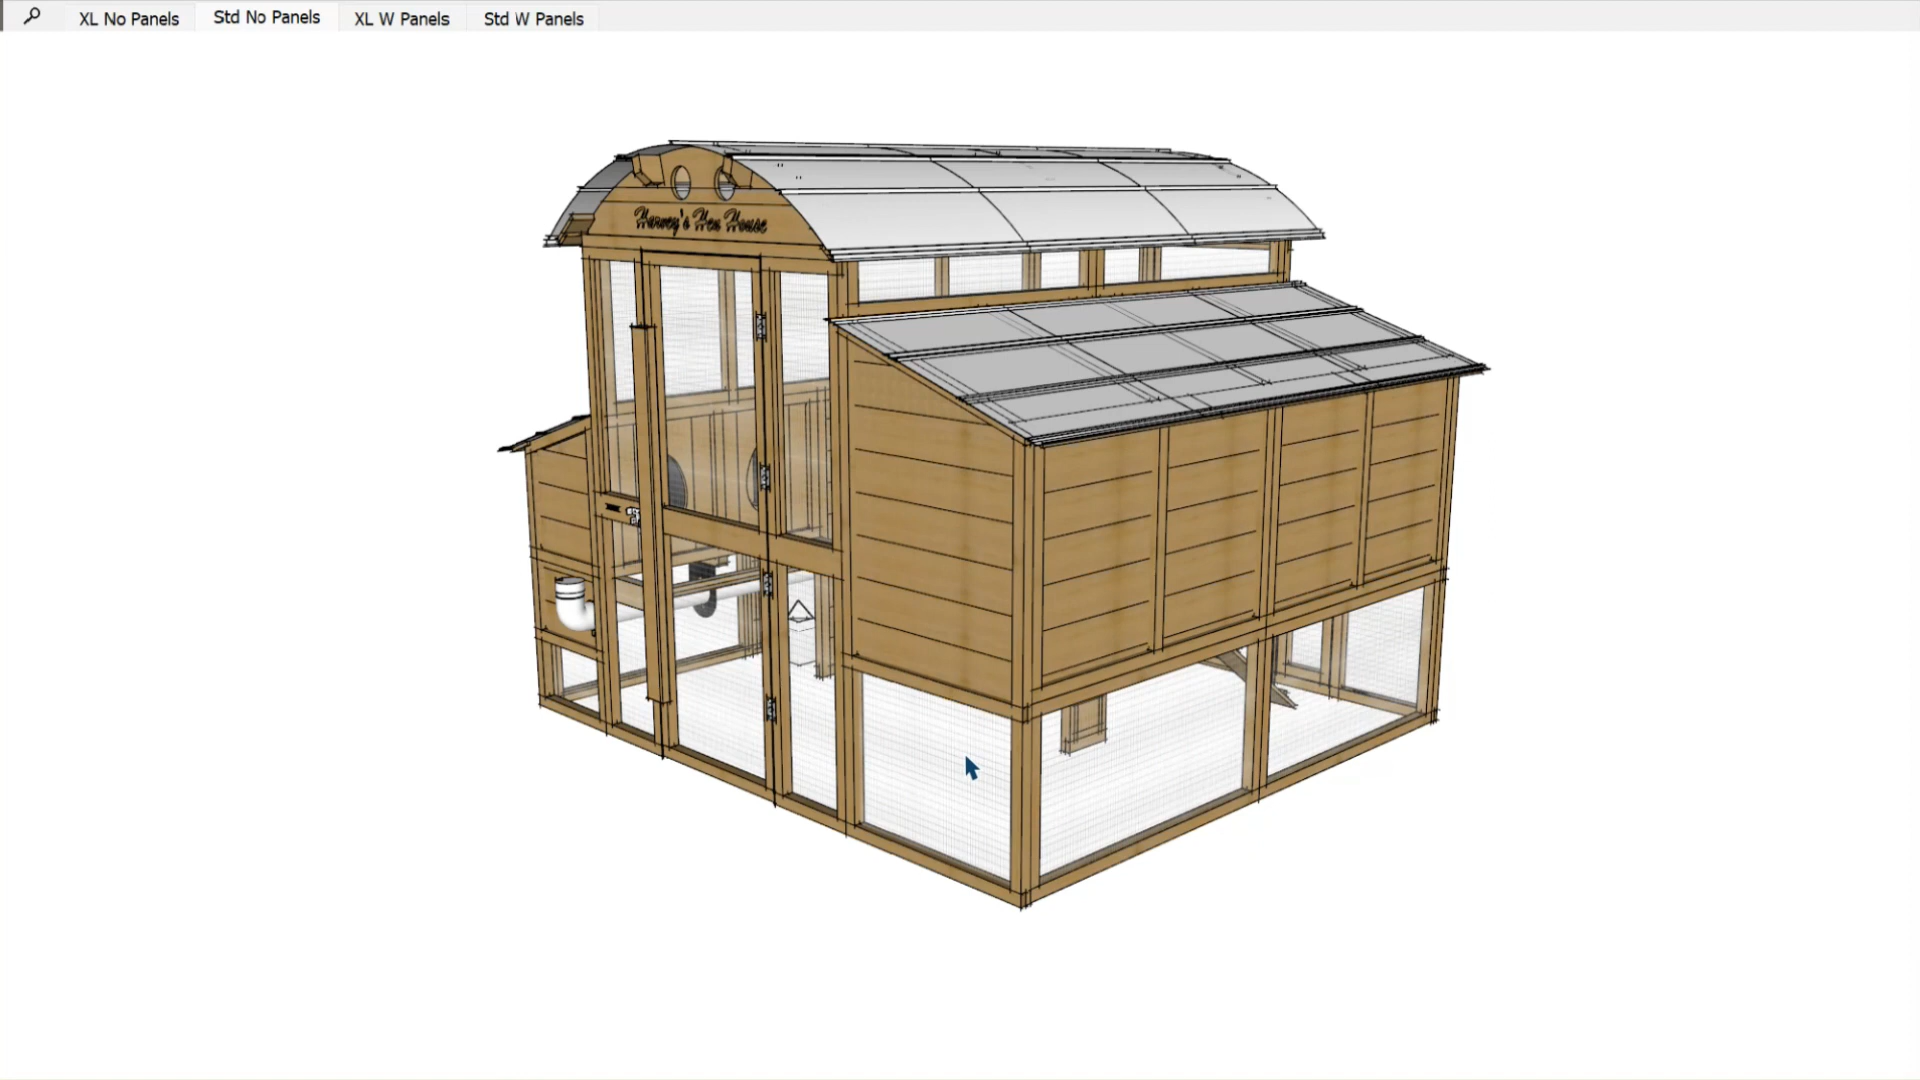 XL No Panels
Std No Panels
XL W Panels
Std W Panels
Harvey's Hen House